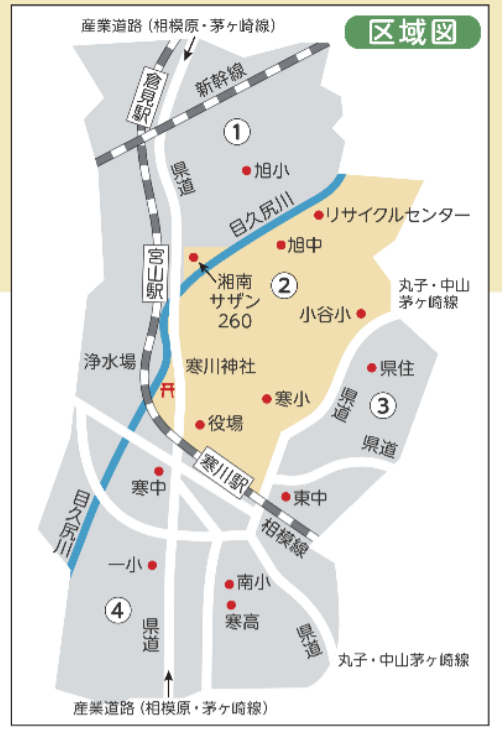 産業道路(相模原・茅ヶ崎線)
区域図
倉見駅
新幹線
①
県道
旭小
目久尻川
リサイクルセンター
旭中
宮山駅
湘南
サザン
260
②
丸子・中山
茅ヶ崎線
小谷小
浄水場
寒川神社
県住
寒小
県道
③
役場
県道
寒川駅
寒中
東中
目久尻川
相模線
一小
南小
④
寒高
県道
県道
丸子・中山茅ヶ崎線
産業道路(相模原・茅ヶ崎線)